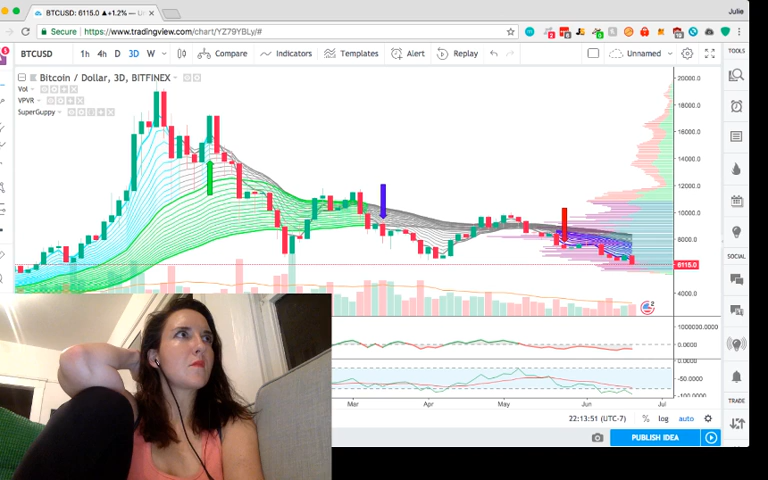 BTCUSD: 6115.0 ▲+1.2%
Julie
Secure
https://www.tradingview.com/chart/YZ79YBLy/#
BTCUSD
1h 4h D 3D W
Compare
Indicators
Templates
Alert
Replay
Unnamed
TOOLS
Bitcoin / Dollar, 3D, BITFINEX
Vol
VPVR
SuperGuppy
20000.0
18000.0
16000.0
14000.0
12000.0
10000.0
8000.0
6115.0
4000.0
SOCIAL
1000000.0000
0.0000
0.0000
-50.0000
-100.0000
Mar Apr May Jun Jul
22:13:51 (UTC-7)
% log auto
TRADE
PUBLISH IDEA